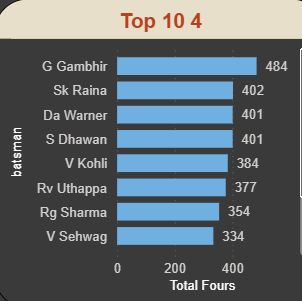 Top 10 4
batsman
G Gambhir 484
Sk Raina 402
Da Warner 401
S Dhawan 401
V Kohli 384
Rv Uthappa 377
Rg Sharma 354
V Sehwag 334
0 200 400
Total Fours